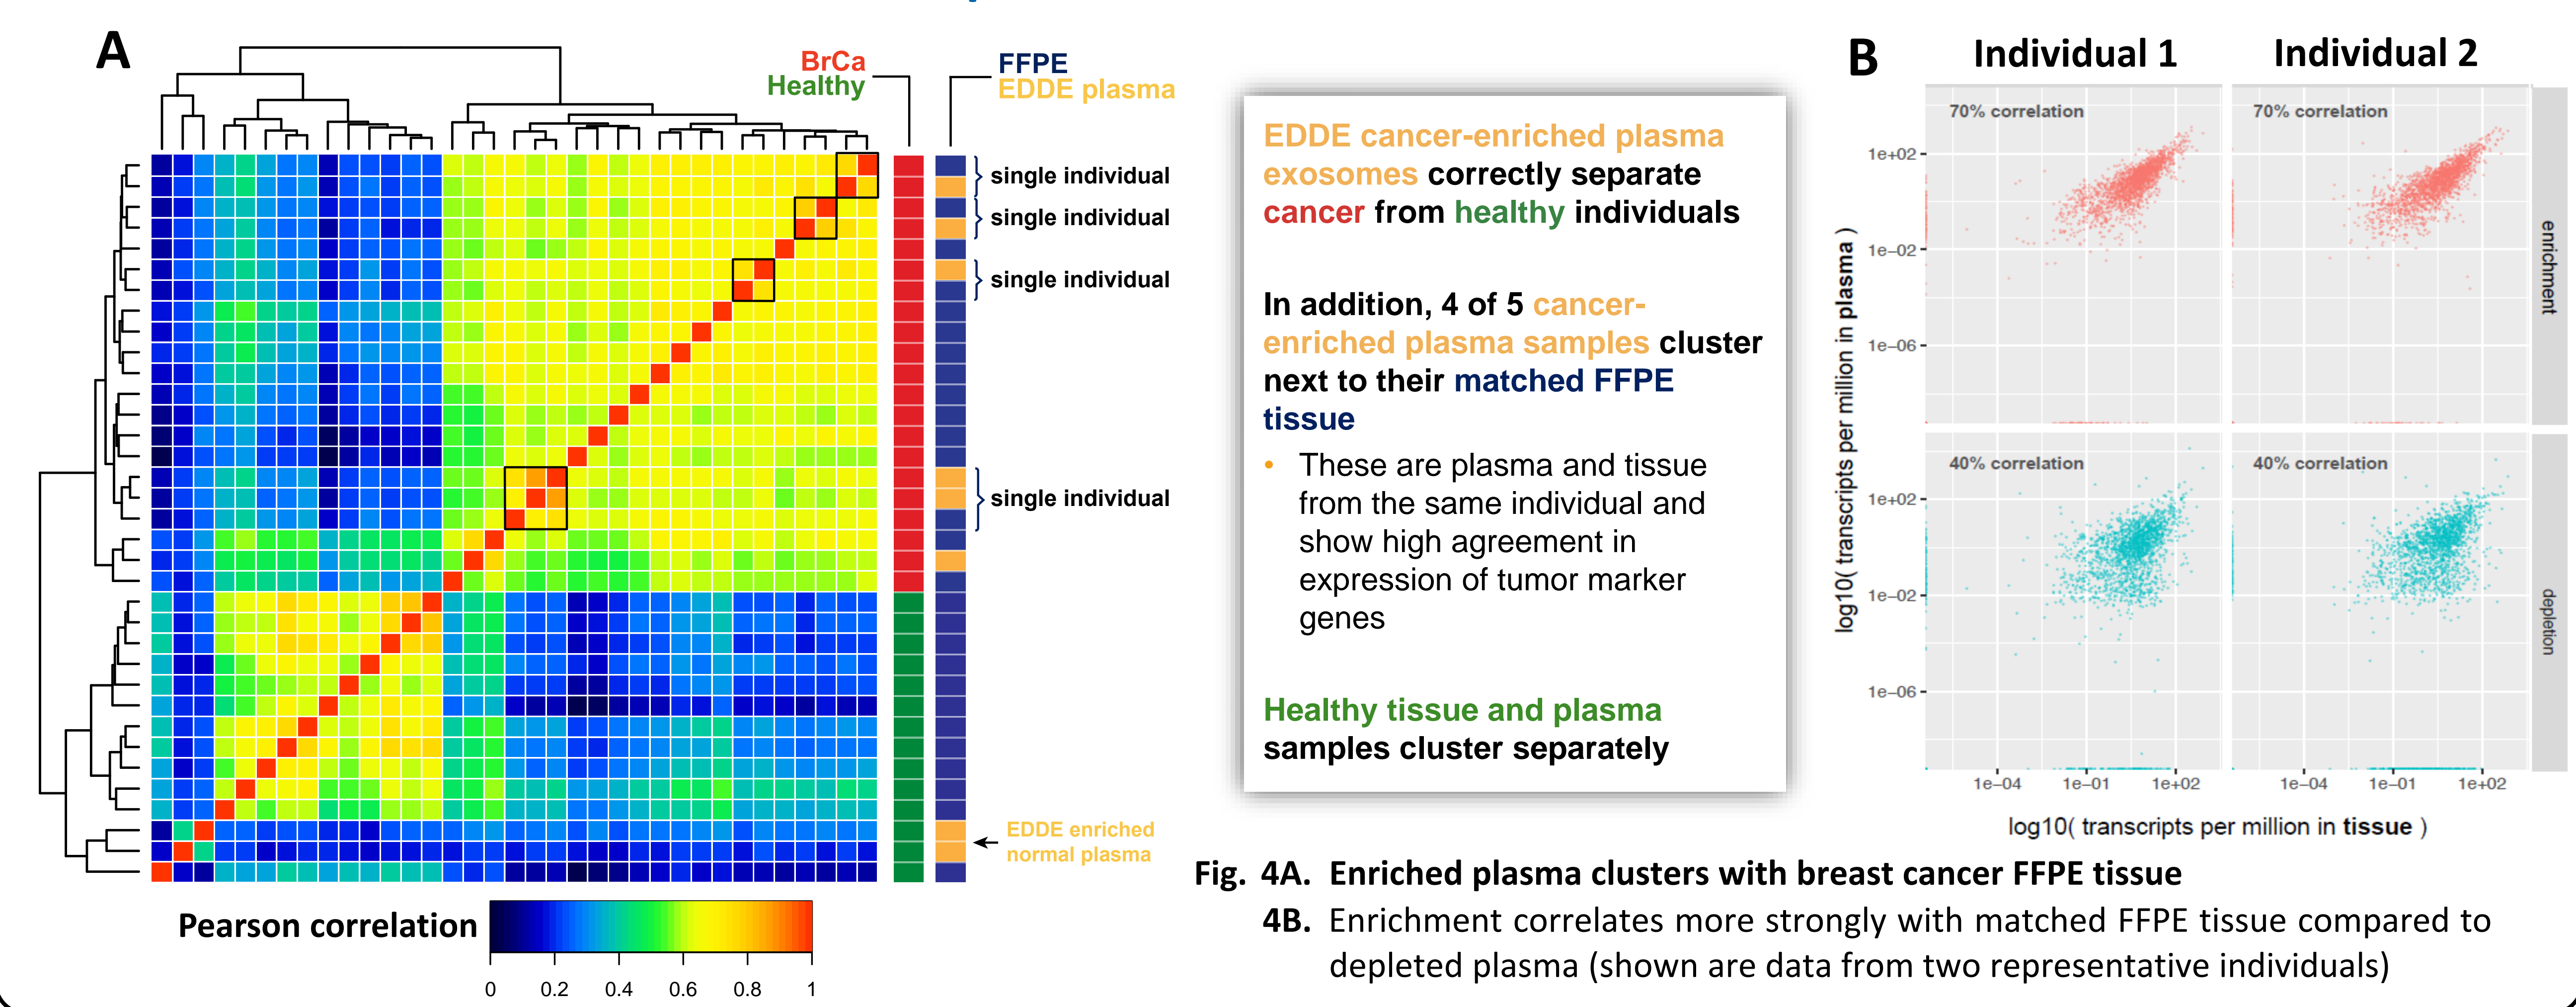 A
BrCa
Healthy
FFPE
EDDE plasma
single individual
single individual
single individual
single individual
EDDE enriched
normal plasma
Pearson correlation
0 0.2 0.4 0.6 0.8 1
EDDE cancer-enriched plasma
exosomes correctly separate
cancer from healthy individuals
In addition, 4 of 5 cancer-
enriched plasma samples cluster
next to their matched FFPE
tissue
• These are plasma and tissue
from the same individual and
show high agreement in
expression of tumor marker
genes
Healthy tissue and plasma
samples cluster separately
B
Individual 1 Individual 2
70% correlation 70% correlation
1e+02
1e−02
1e−06
enrichment
40% correlation 40% correlation
1e+02
1e−02
1e−06
depletion
log10( transcripts per million in plasma )
1e−04 1e−01 1e+02 1e−04 1e−01 1e+02
log10( transcripts per million in tissue )
Fig. 4A. Enriched plasma clusters with breast cancer FFPE tissue
4B. Enrichment correlates more strongly with matched FFPE tissue compared to
depleted plasma (shown are data from two representative individuals)